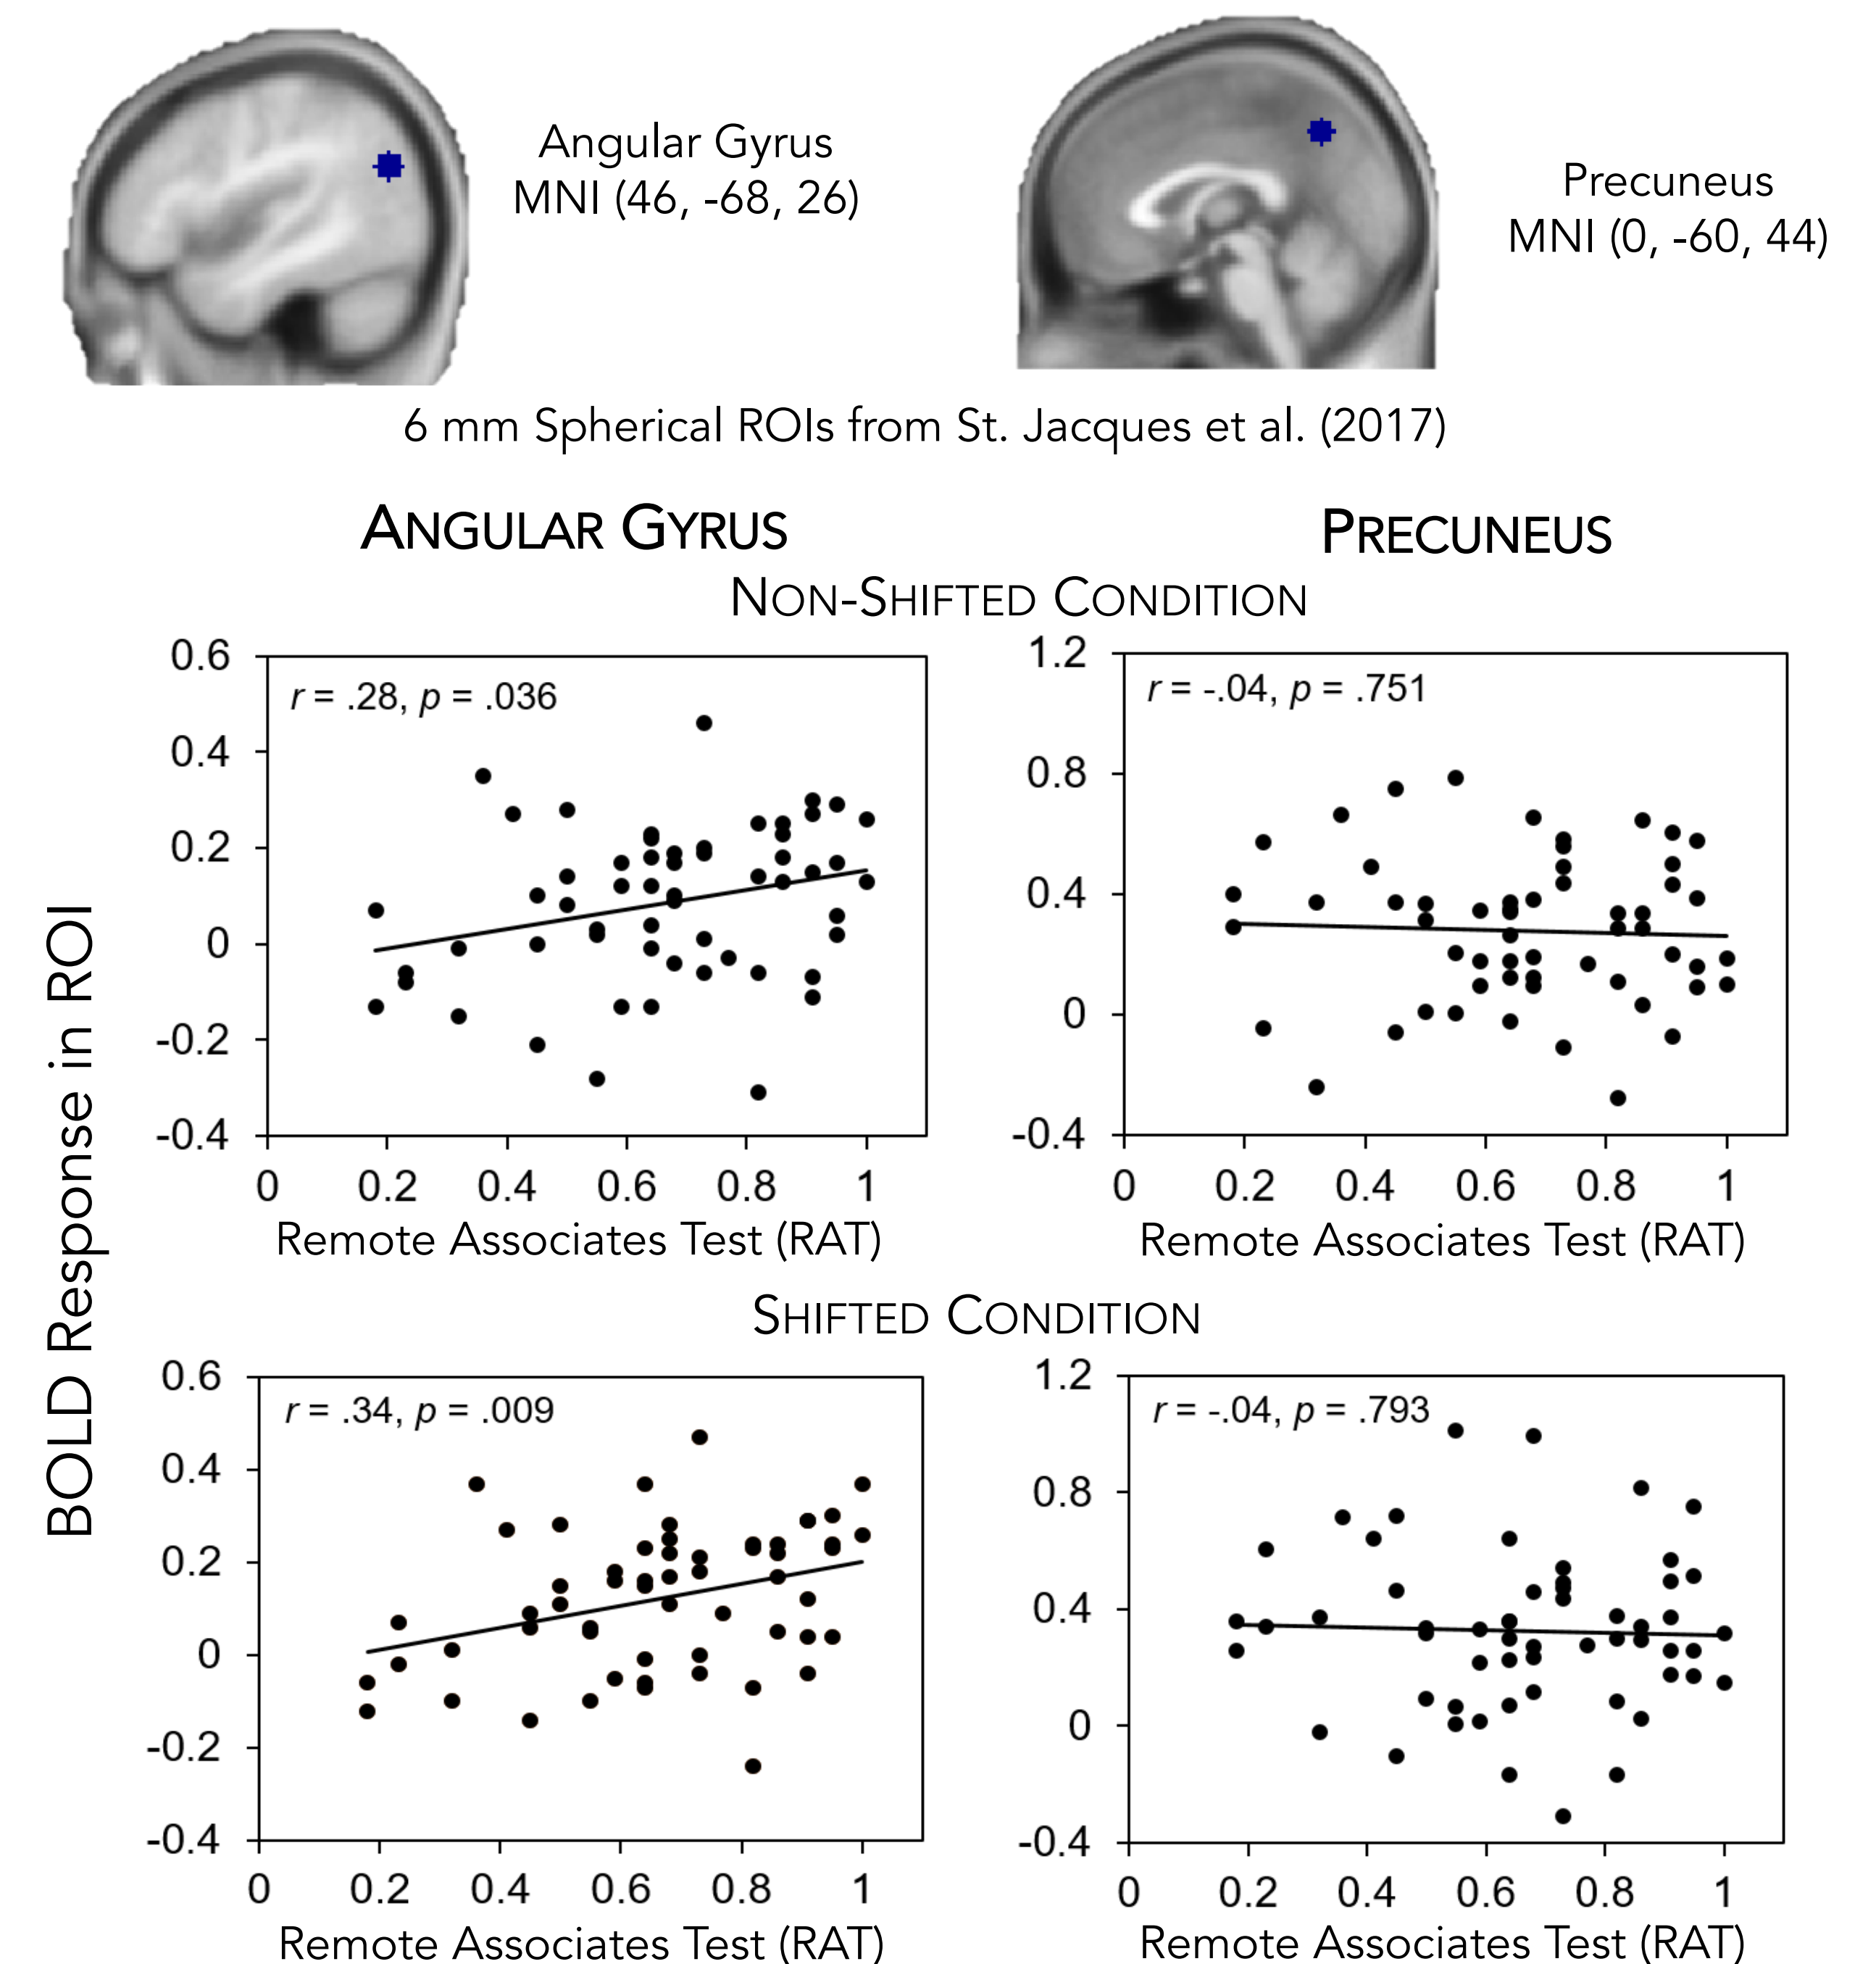 Angular Gyrus
MNI (46, -68, 26)
Precuneus
MNI (0, -60, 44)
6 mm Spherical ROIs from St. Jacques et al. (2017)
ANGULAR GYRUS
PRECUNEUS
NON-SHIFTED CONDITION
BOLD Response in ROI
0.6
0.4
0.2
0
-0.2
-0.4
r = .28, p = .036
0 0.2 0.4 0.6 0.8 1
Remote Associates Test (RAT)
1.2
0.8
0.4
0
-0.4
r = -.04, p = .751
0 0.2 0.4 0.6 0.8 1
Remote Associates Test (RAT)
SHIFTED CONDITION
0.6
0.4
0.2
0
-0.2
-0.4
r = .34, p = .009
0 0.2 0.4 0.6 0.8 1
Remote Associates Test (RAT)
1.2
0.8
0.4
0
-0.4
r = -.04, p = .793
0 0.2 0.4 0.6 0.8 1
Remote Associates Test (RAT)